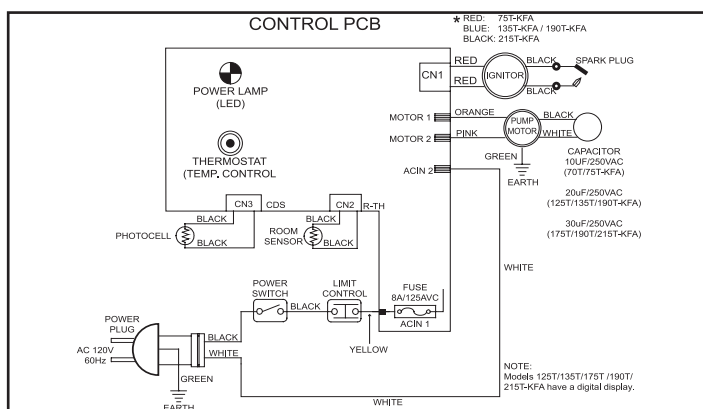 CONTROL PCB
* RED: 75T-KFA
BLUE: 135T-KFA / 190T-KFA
BLACK: 215T-KFA
POWER LAMP
(LED)
THERMOSTAT
(TEMP. CONTROL
CN1
RED
RED
IGNITOR
BLACK
BLACK
SPARK PLUG
MOTOR 1
ORANGE
MOTOR 2
PINK
PUMP
MOTOR
BLACK
WHITE
GREEN
EARTH
CAPACITOR
10UF/250VAC
(70T/75T-KFA)
20uF/250VAC
(125T/135T/190T-KFA)
30uF/250VAC
(175T/190T/215T-KFA)
ACIN 2
CN3
CDS
CN2
R-TH
BLACK
BLACK
PHOTOCELL
BLACK
BLACK
ROOM
SENSOR
WHITE
POWER
SWITCH
BLACK
LIMIT
CONTROL
YELLOW
FUSE
8A/125AVC
ACIN 1
POWER
PLUG
AC 120V
60Hz
BLACK
WHITE
GREEN
EARTH
WHITE
NOTE:
Models 125T/135T/175T /190T/
215T-KFA have a digital display.